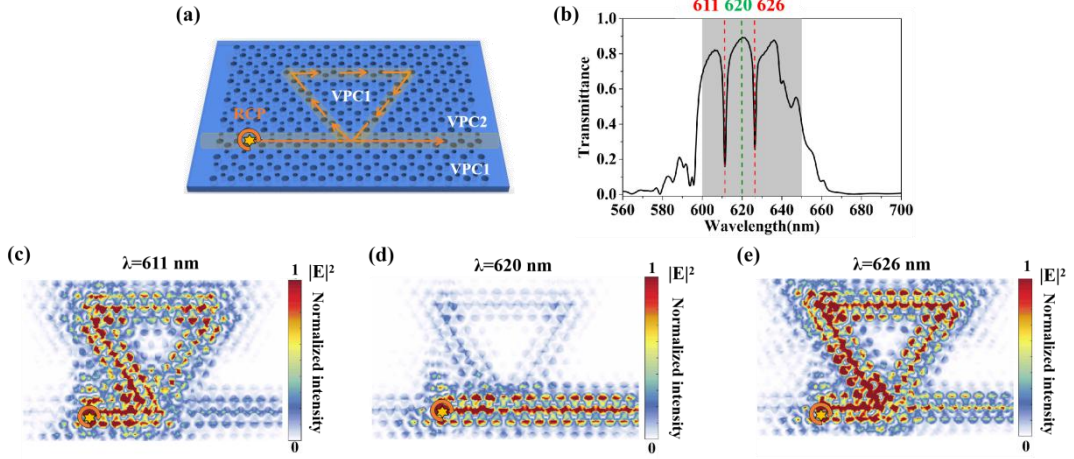 (a)
RCP
VPC1
VPC2
VPC1
(b)
611 620 626
Transmittance
1.0
0.8
0.6
0.4
0.2
0.0
560 580 600 620 640 660 680 700
Wavelength(nm)
(c)
λ=611 nm
1
|E|²
Normalized intensity
0
(d)
λ=620 nm
1
|E|²
Normalized intensity
0
(e)
λ=626 nm
1
|E|²
Normalized intensity
0